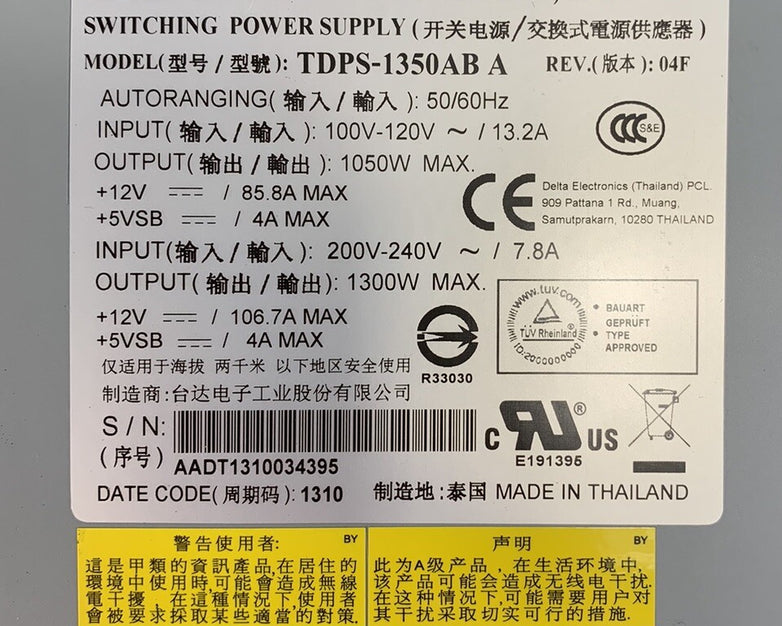 SWITCHING POWER SUPPLY (开关电源/交換式電源供應器)
MODEL(型号/型號): TDPS-1350AB A REV.(版本): 04F
AUTORANGING(输入/輸入): 50/60Hz
INPUT(输入/輸入): 100V-120V ~ / 13.2A
OUTPUT(输出/輸出): 1050W MAX.
+12V ⎓ / 85.8A MAX
+5VSB ⎓ / 4A MAX
CCC S&E
CE
Delta Electronics (Thailand) PCL.
909 Pattana 1 Rd., Muang,
Samutprakarn, 10280 THAILAND
INPUT(输入/輸入): 200V-240V ~ / 7.8A
OUTPUT(输出/輸出): 1300W MAX.
+12V ⎓ / 106.7A MAX
+5VSB ⎓ / 4A MAX
R33030
www.tuv.com
TÜVRheinland®
ID:2000000000
• BAUART
GEPRÜFT
• TYPE
APPROVED
仅适用于海拔 两千米 以下地区安全使用
制造商:台达电子工业股份有限公司
S / N:
(序号)
AADT1310034395
C RU® US
E191395
DATE CODE(周期码): 1310 制造地:泰国 MADE IN THAILAND
警告使用者: BY
這是甲類的資訊產品,在居住的
環境中使用時,可能會造成無線
電干擾, 在這種情況下,使用者
會被要求採取某些適當的對策.
声明 BY
此为A级产品,在生活环境中,
该产品可能会造成无线电干扰.
在这种情况下,可能需要用户对
其干扰采取切实可行的措施.